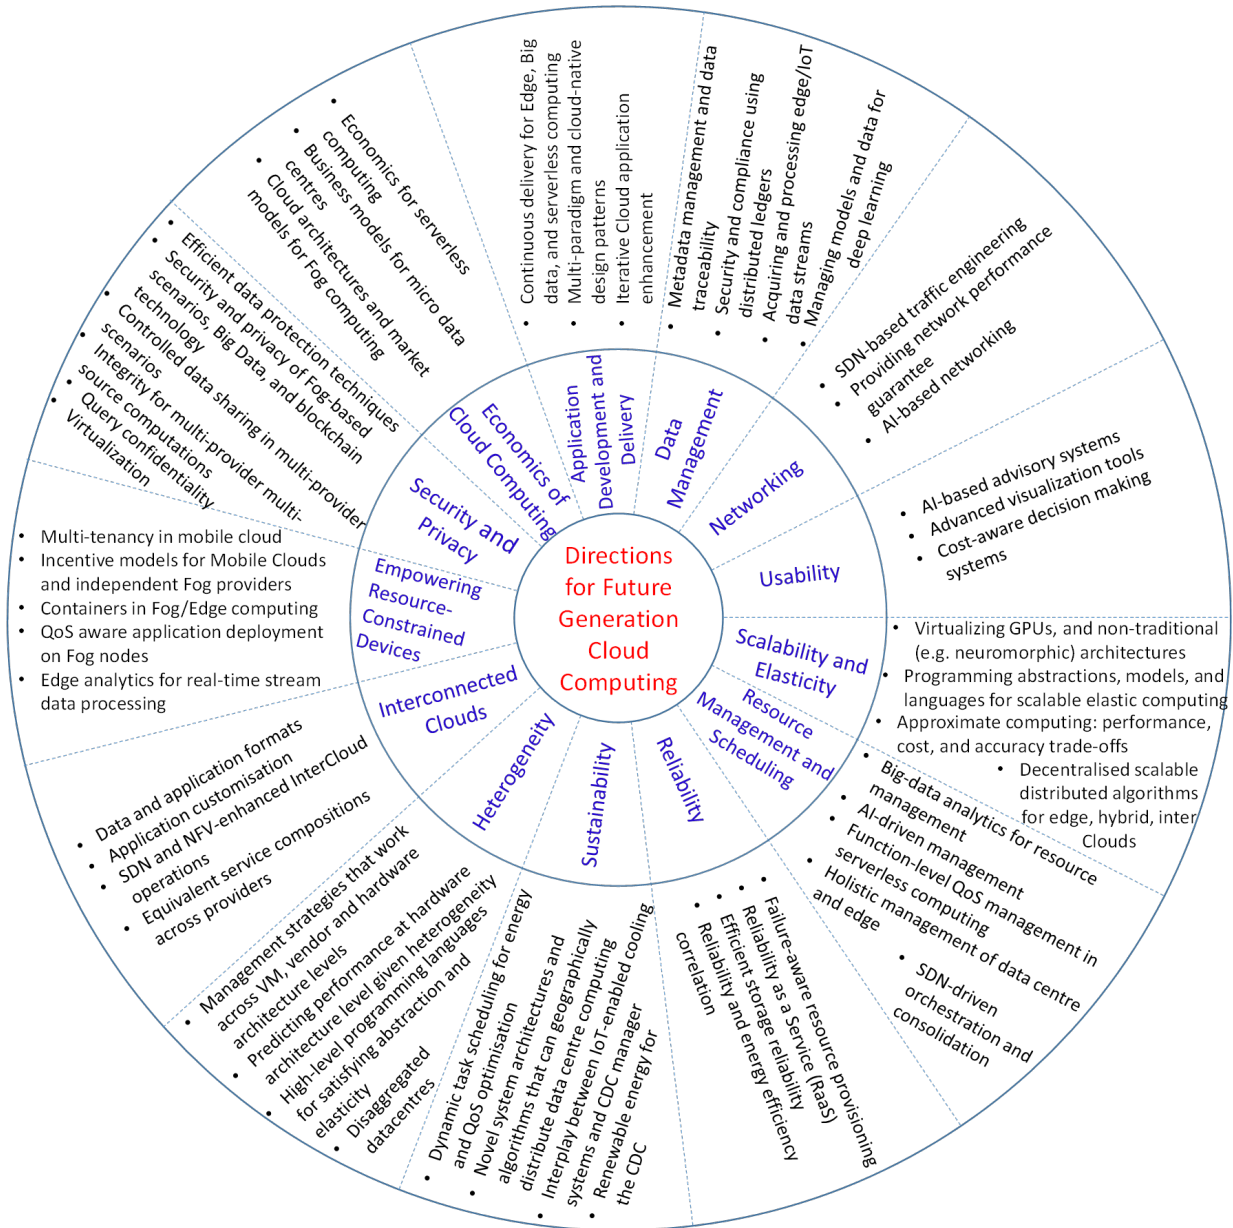 Directions
for Future
Generation
Cloud
Computing
Application
Development and
Delivery
• Continuous delivery for Edge, Big
data, and serverless computing
• Multi-paradigm and cloud-native
design patterns
• Iterative Cloud application
enhancement
Data
Management
• Metadata management and data
traceability
• Security and compliance using
distributed ledgers
• Acquiring and processing edge/IoT
data streams
• Managing models and data for
deep learning
Networking
• SDN-based traffic engineering
• Providing network performance
guarantee
• AI-based networking
Usability
• AI-based advisory systems
• Advanced visualization tools
• Cost-aware decision making
systems
Scalability and
Elasticity
• Virtualizing GPUs, and non-traditional
(e.g. neuromorphic) architectures
• Programming abstractions, models, and
languages for scalable elastic computing
• Approximate computing: performance,
cost, and accuracy trade-offs
• Decentralised scalable
distributed algorithms
for edge, hybrid, inter
Clouds
Resource
Management and
Scheduling
• Big-data analytics for resource
management
• AI-driven management
• Function-level QoS management in
serverless computing
• Holistic management of data centre
and edge
• SDN-driven
orchestration and
consolidation
Reliability
• Failure-aware resource provisioning
• Reliability as a Service (RaaS)
• Efficient storage reliability
• Reliability and energy efficiency
correlation
Sustainability
• Dynamic task scheduling for energy
and QoS optimisation
• Novel system architectures and
algorithms that can geographically
distribute data centre computing
• Interplay between IoT-enabled cooling
systems and CDC manager
• Renewable energy for
the CDC
Heterogeneity
• Management strategies that work
across VM, vendor and hardware
architecture levels
• Predicting performance at hardware
architecture level given heterogeneity
• High-level programming languages
for satisfying abstraction and
elasticity
• Disaggregated
datacentres
Interconnected
Clouds
• Data and application formats
• Application customisation
• SDN and NFV-enhanced InterCloud
operations
• Equivalent service compositions
across providers
Empowering
Resource-
Constrained
Devices
• Multi-tenancy in mobile cloud
• Incentive models for Mobile Clouds
and independent Fog providers
• Containers in Fog/Edge computing
• QoS aware application deployment
on Fog nodes
• Edge analytics for real-time stream
data processing
Security and
Privacy
• Efficient data protection techniques
• Security and privacy of Fog-based
scenarios, Big Data, and blockchain
technology
• Controlled data sharing in multi-provider
scenarios
• Integrity for multi-provider multi-
source computations
• Query confidentiality
• Virtualization
Economics of
Cloud Computing
• Economics for serverless
computing
• Business models for micro data
centres
• Cloud architectures and market
models for Fog computing